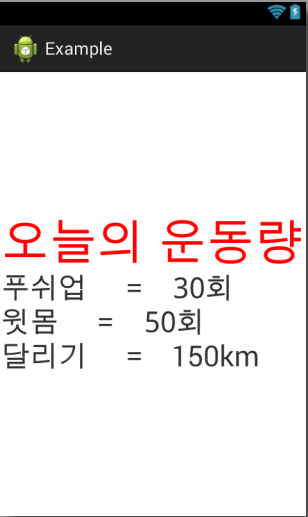 Example
오늘의 운동량
푸쉬업 = 30회
윗몸 = 50회
달리기 = 150km